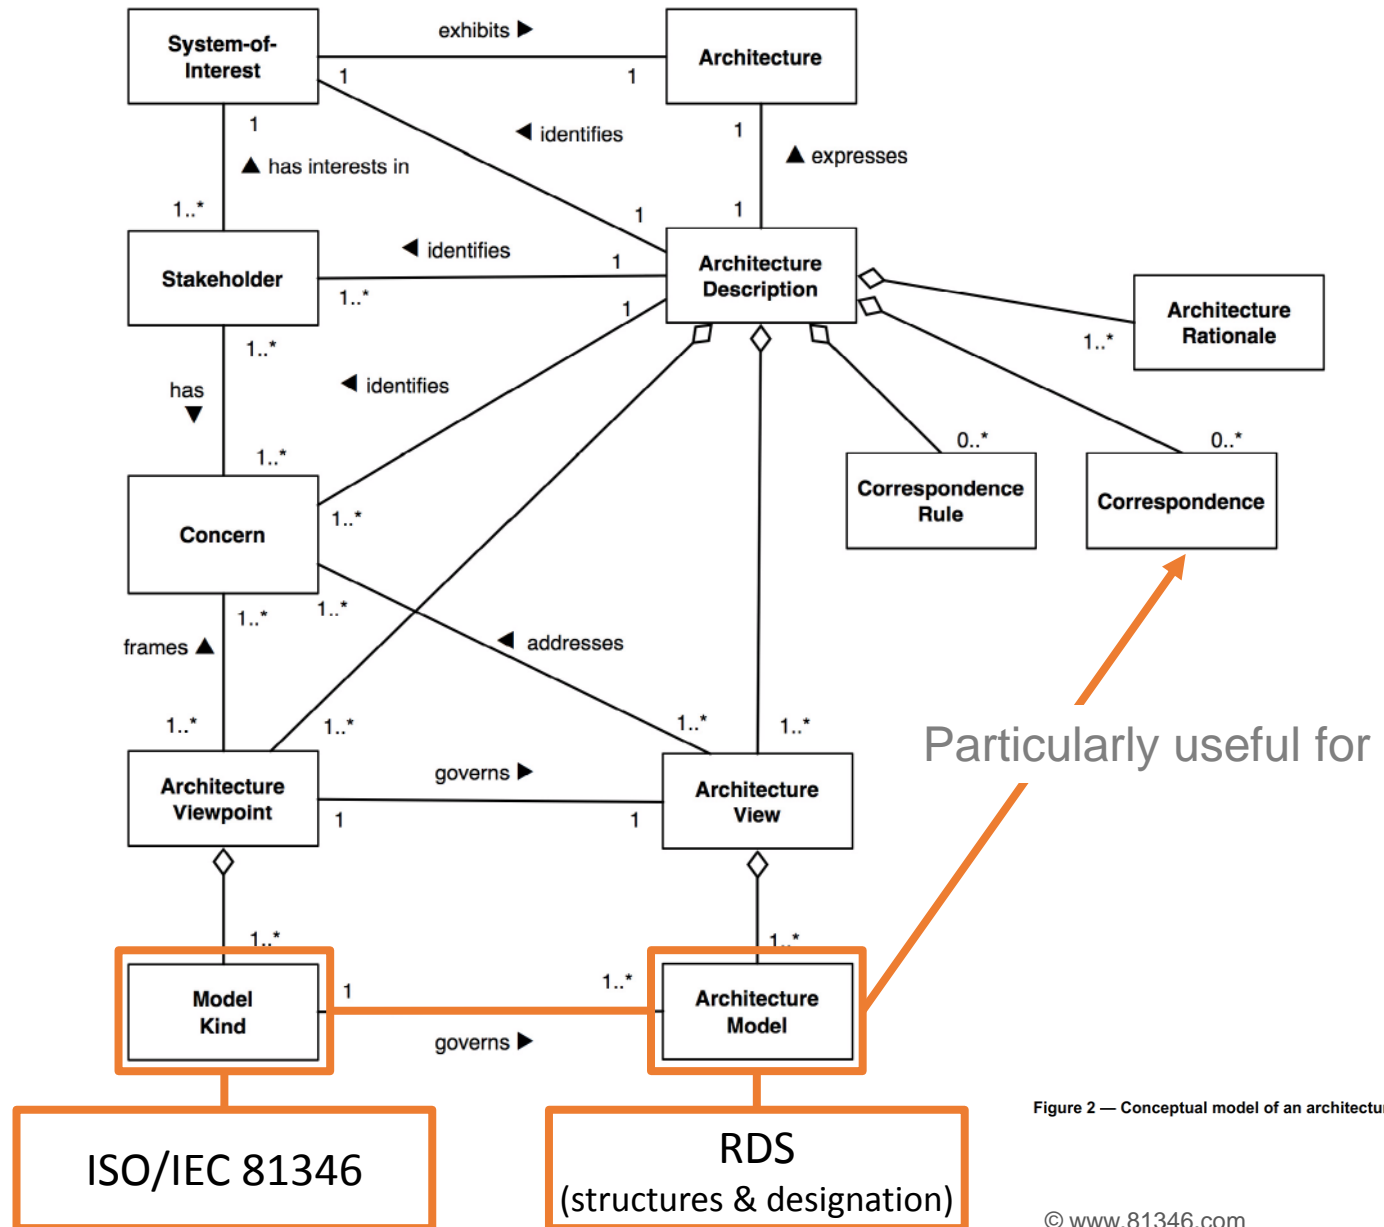 exhibits ▶
System-of-
Interest
Architecture
1
1
1
1
◀ identifies
▲ has interests in
▲ expresses
1..*
1
1
Stakeholder
◀ identifies
1
1..*
Architecture
Description
1..*
1
Architecture
Rationale
1..*
has
▼
◀ identifies
1..*
1..*
0..*
0..*
Concern
Correspondence
Rule
Correspondence
1..*
1..*
frames ▲
◀ addresses
1..*
1..*
1..*
1..*
Particularly useful for
Architecture
Viewpoint
governs ▶
1
1
Architecture
View
1..*
1..*
Model
Kind
1
1..*
governs ▶
Architecture
Model
Figure 2 — Conceptual model of an architectur
ISO/IEC 81346
RDS
(structures & designation)
© www.81346.com